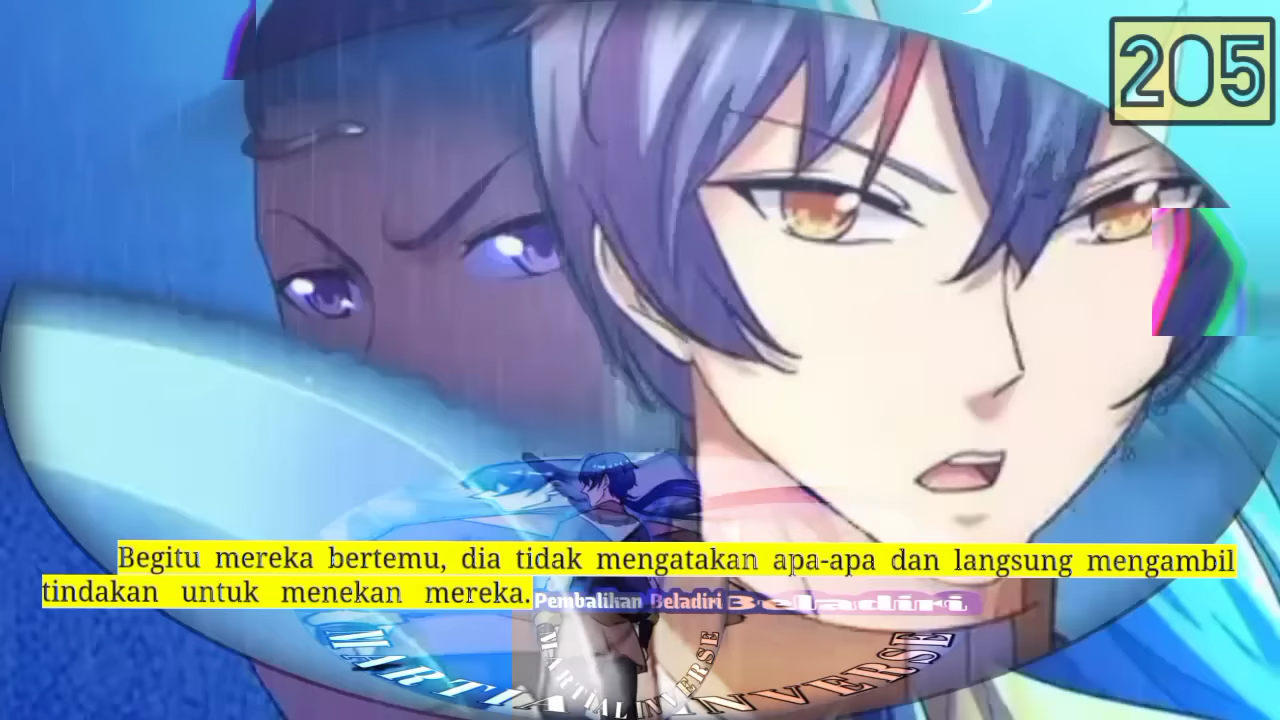 205
Begitu mereka bertemu, dia tidak mengatakan apa-apa dan langsung mengambil
tindakan untuk menekan mereka.
Pembalikan Beladiri Beladiri
MARTIAL INVERSE
MARTIAL INVERSE